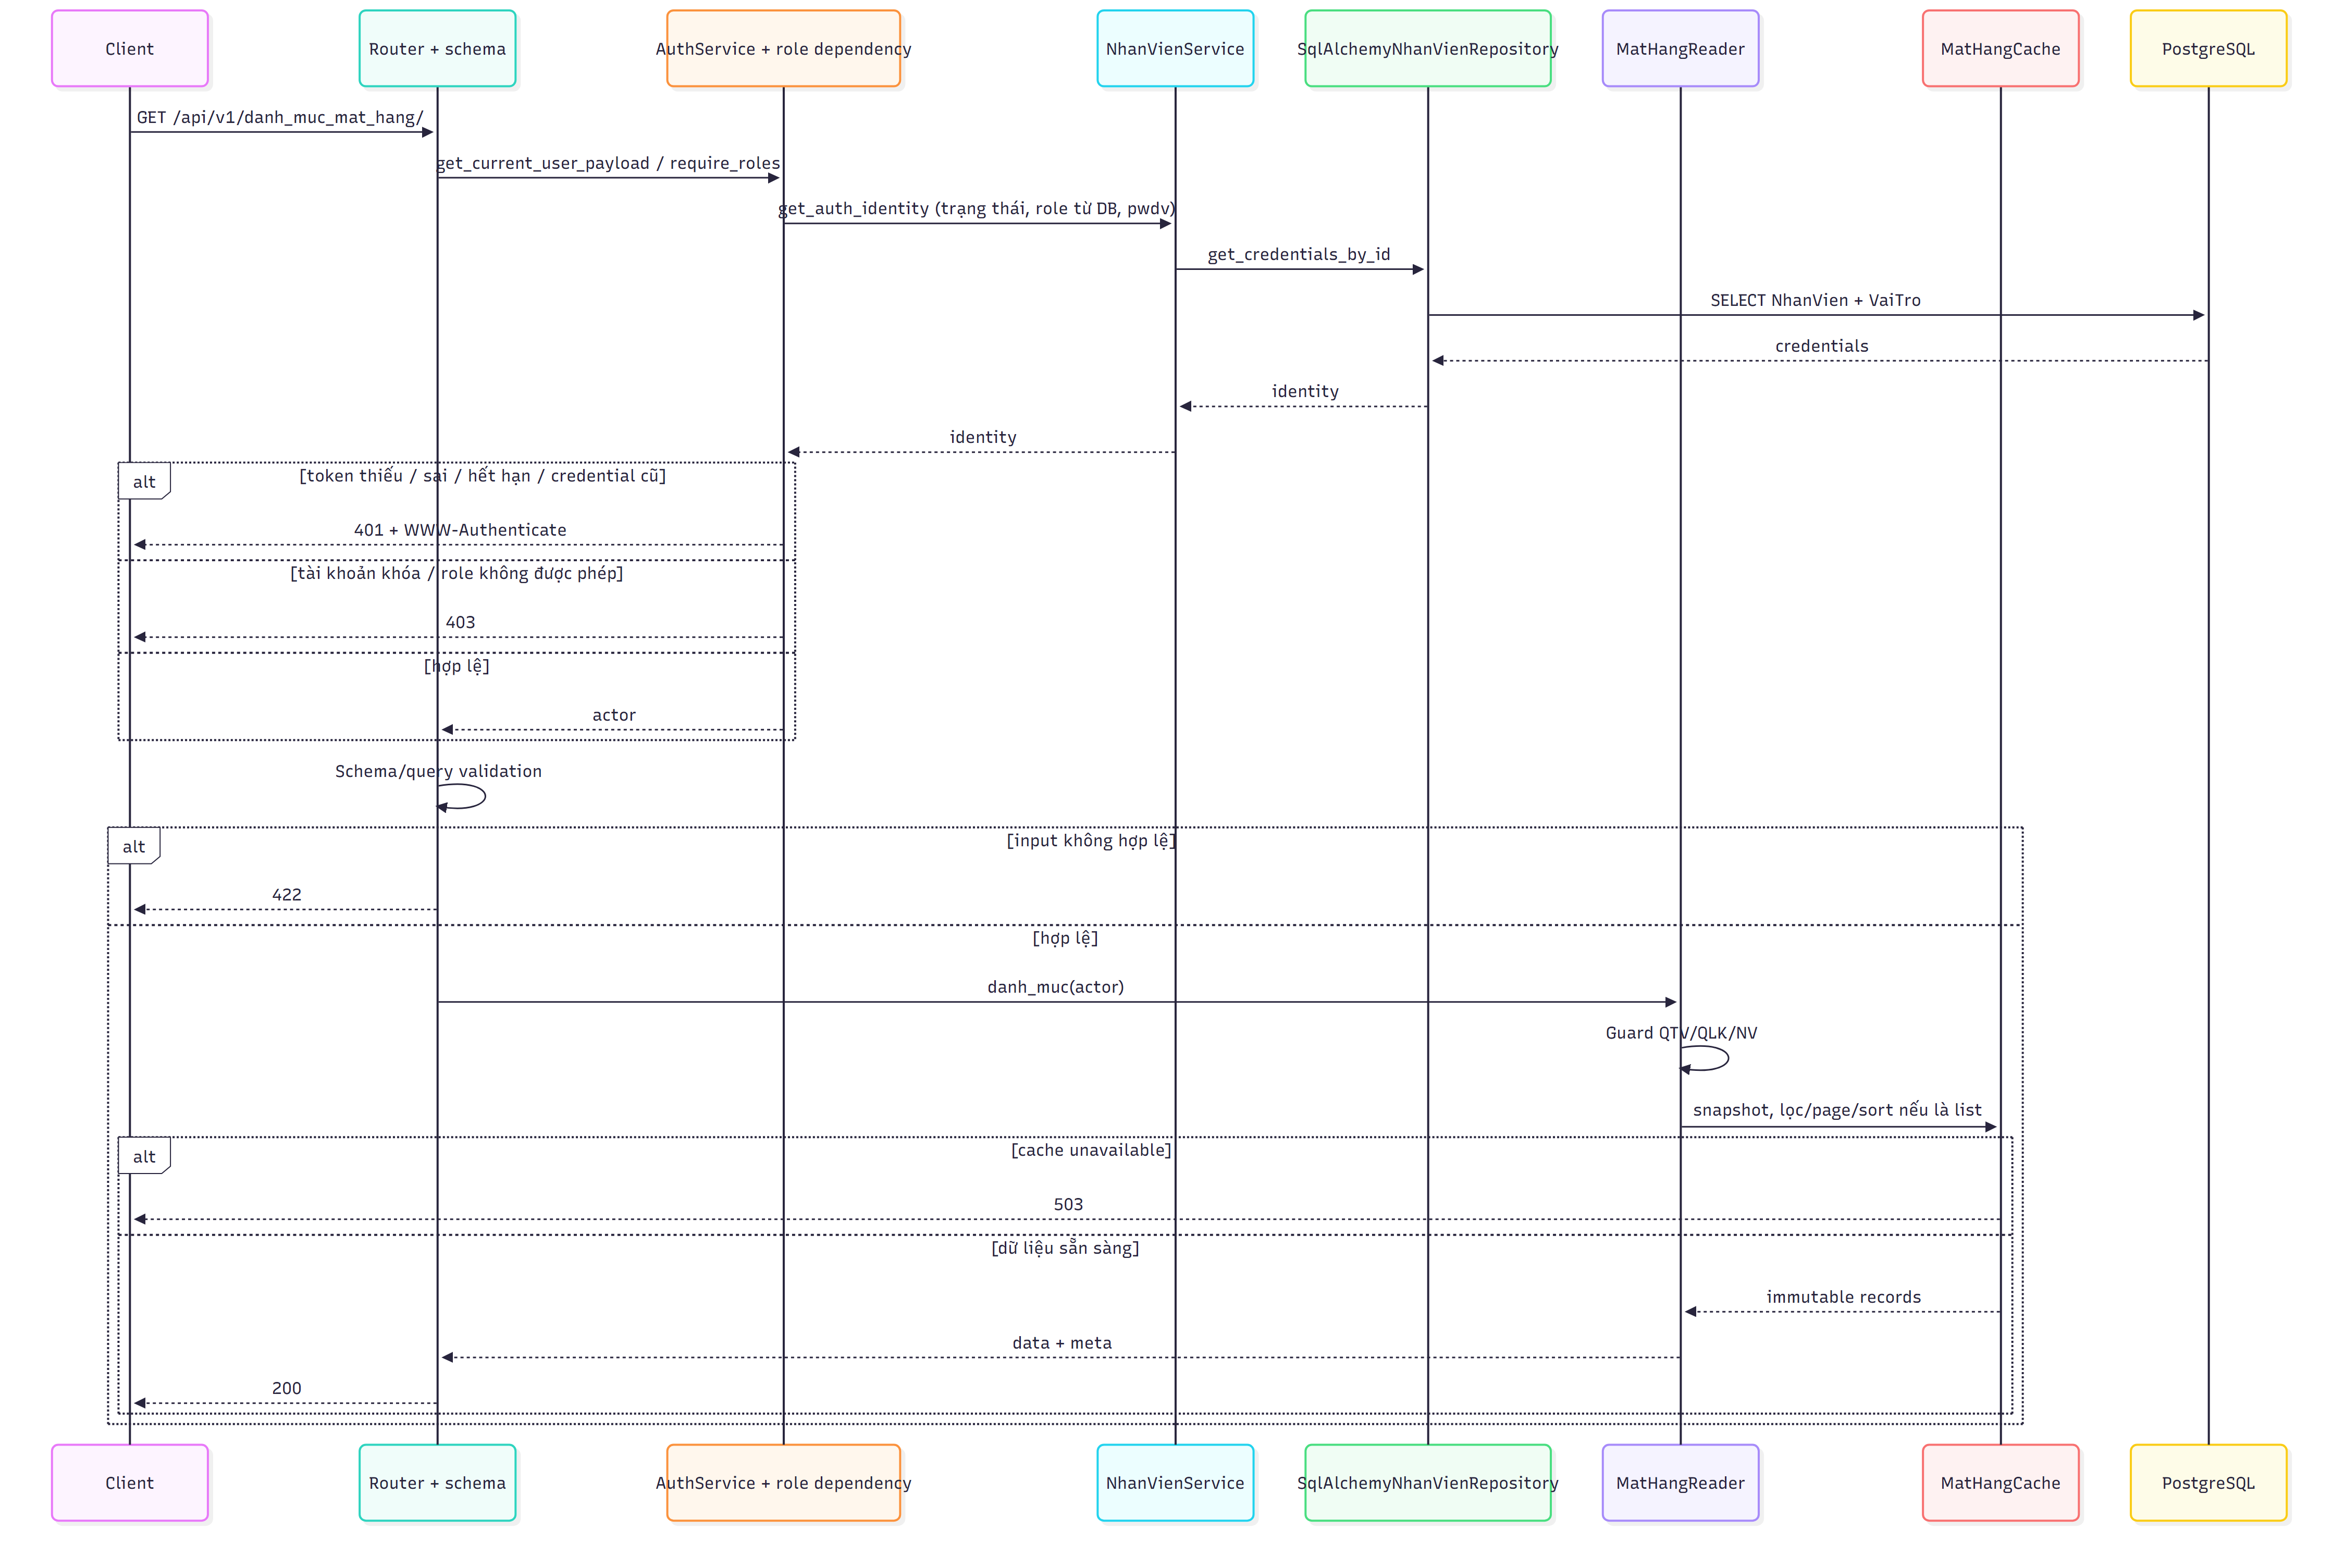 Client
Router + schema
AuthService + role dependency
NhanVienService
SqlAlchemyNhanVienRepository
MatHangReader
MatHangCache
PostgreSQL
GET /api/v1/danh_muc_mat_hang/
get_current_user_payload / require_roles
get_auth_identity (trạng thái, role từ DB, pwdv)
get_credentials_by_id
SELECT NhanVien + VaiTro
credentials
identity
identity
alt
[token thiếu / sai / hết hạn / credential cũ]
401 + WWW-Authenticate
[tài khoản khóa / role không được phép]
403
[hợp lệ]
actor
Schema/query validation
alt
[input không hợp lệ]
422
[hợp lệ]
danh_muc(actor)
Guard QTV/QLK/NV
snapshot, lọc/page/sort nếu là list
alt
[cache unavailable]
503
[dữ liệu sẵn sàng]
immutable records
data + meta
200
Client
Router + schema
AuthService + role dependency
NhanVienService
SqlAlchemyNhanVienRepository
MatHangReader
MatHangCache
PostgreSQL